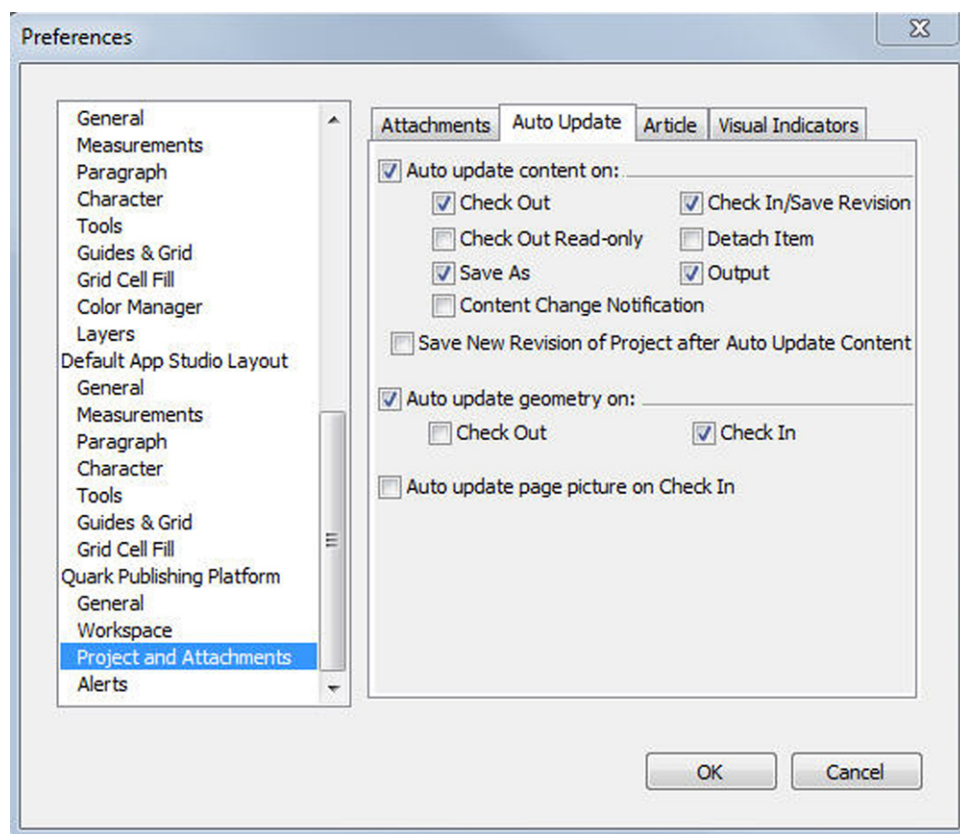 Preferences
General
Measurements
Paragraph
Character
Tools
Guides & Grid
Grid Cell Fill
Color Manager
Layers
Default App Studio Layout
General
Measurements
Paragraph
Character
Tools
Guides & Grid
Grid Cell Fill
Quark Publishing Platform
General
Workspace
Project and Attachments
Alerts
Attachments Auto Update Article Visual Indicators
Auto update content on:
Check Out Check In/Save Revision
Check Out Read-only Detach Item
Save As Output
Content Change Notification
Save New Revision of Project after Auto Update Content
Auto update geometry on:
Check Out Check In
Auto update page picture on Check In
OK Cancel